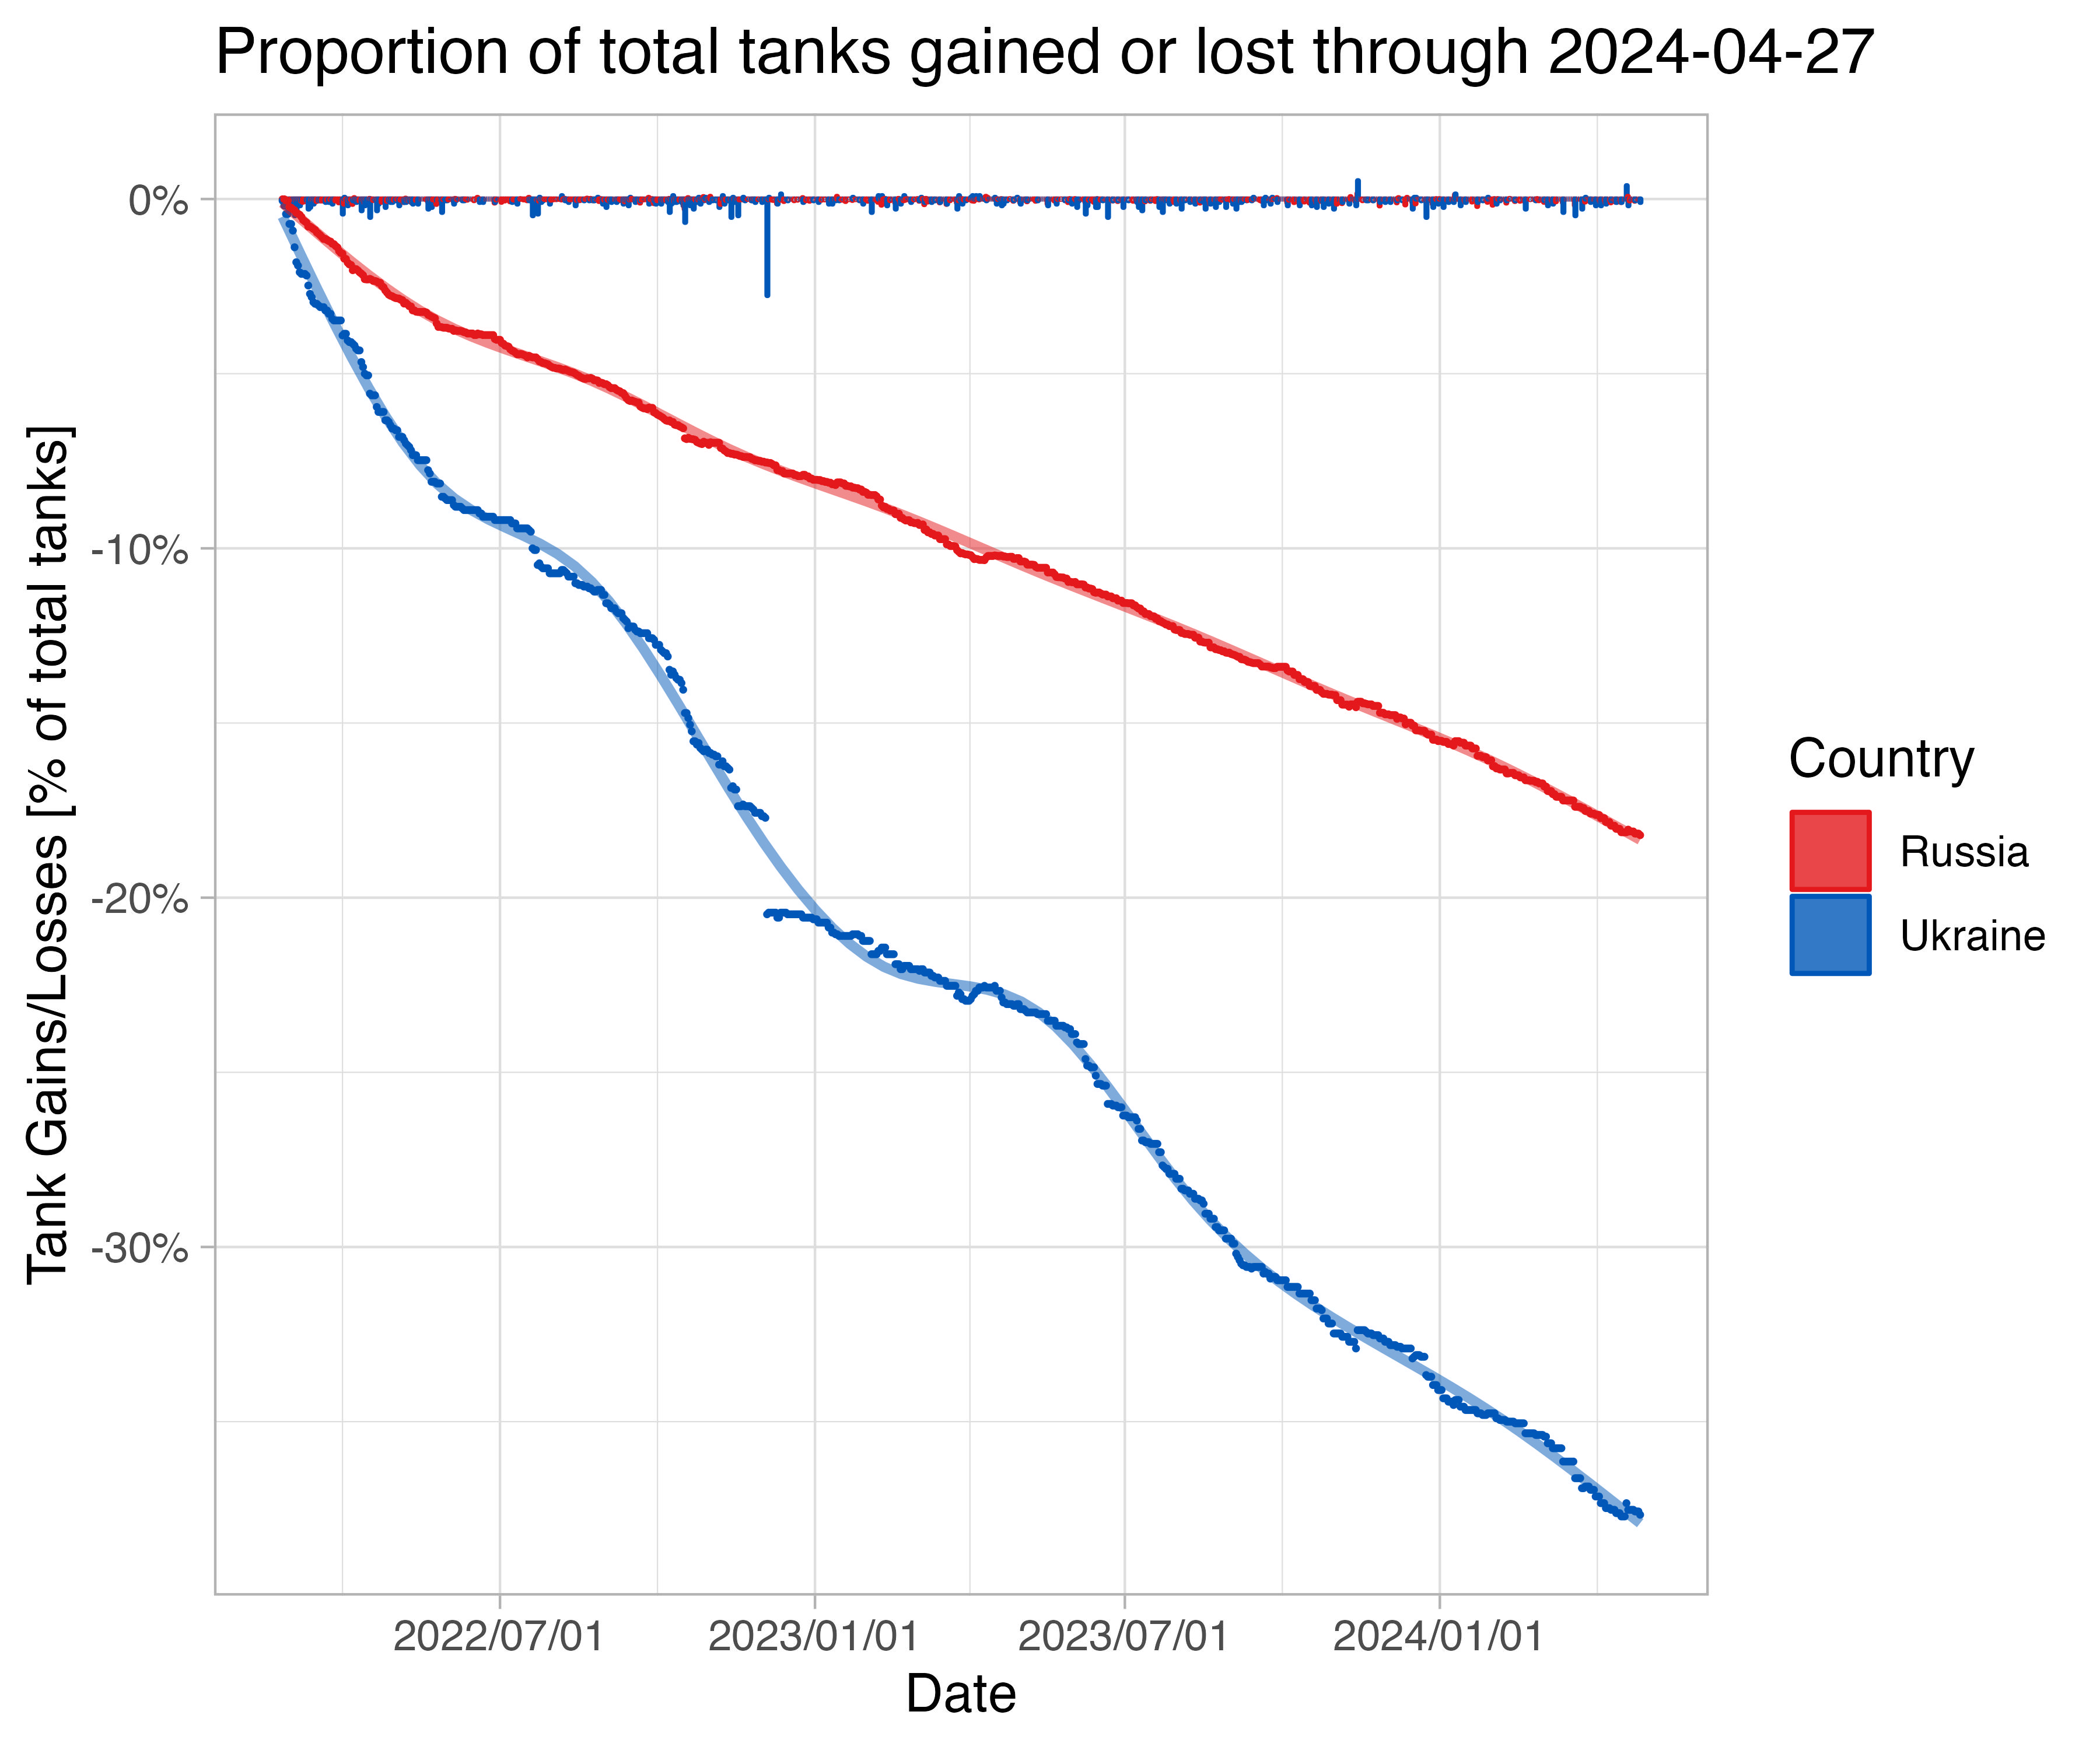 Proportion of total tanks gained or lost through 2024-04-27
Tank Gains/Losses [% of total tanks]
0%
-10%
-20%
-30%
2022/07/01
2023/01/01
2023/07/01
2024/01/01
Date
Country
Russia
Ukraine